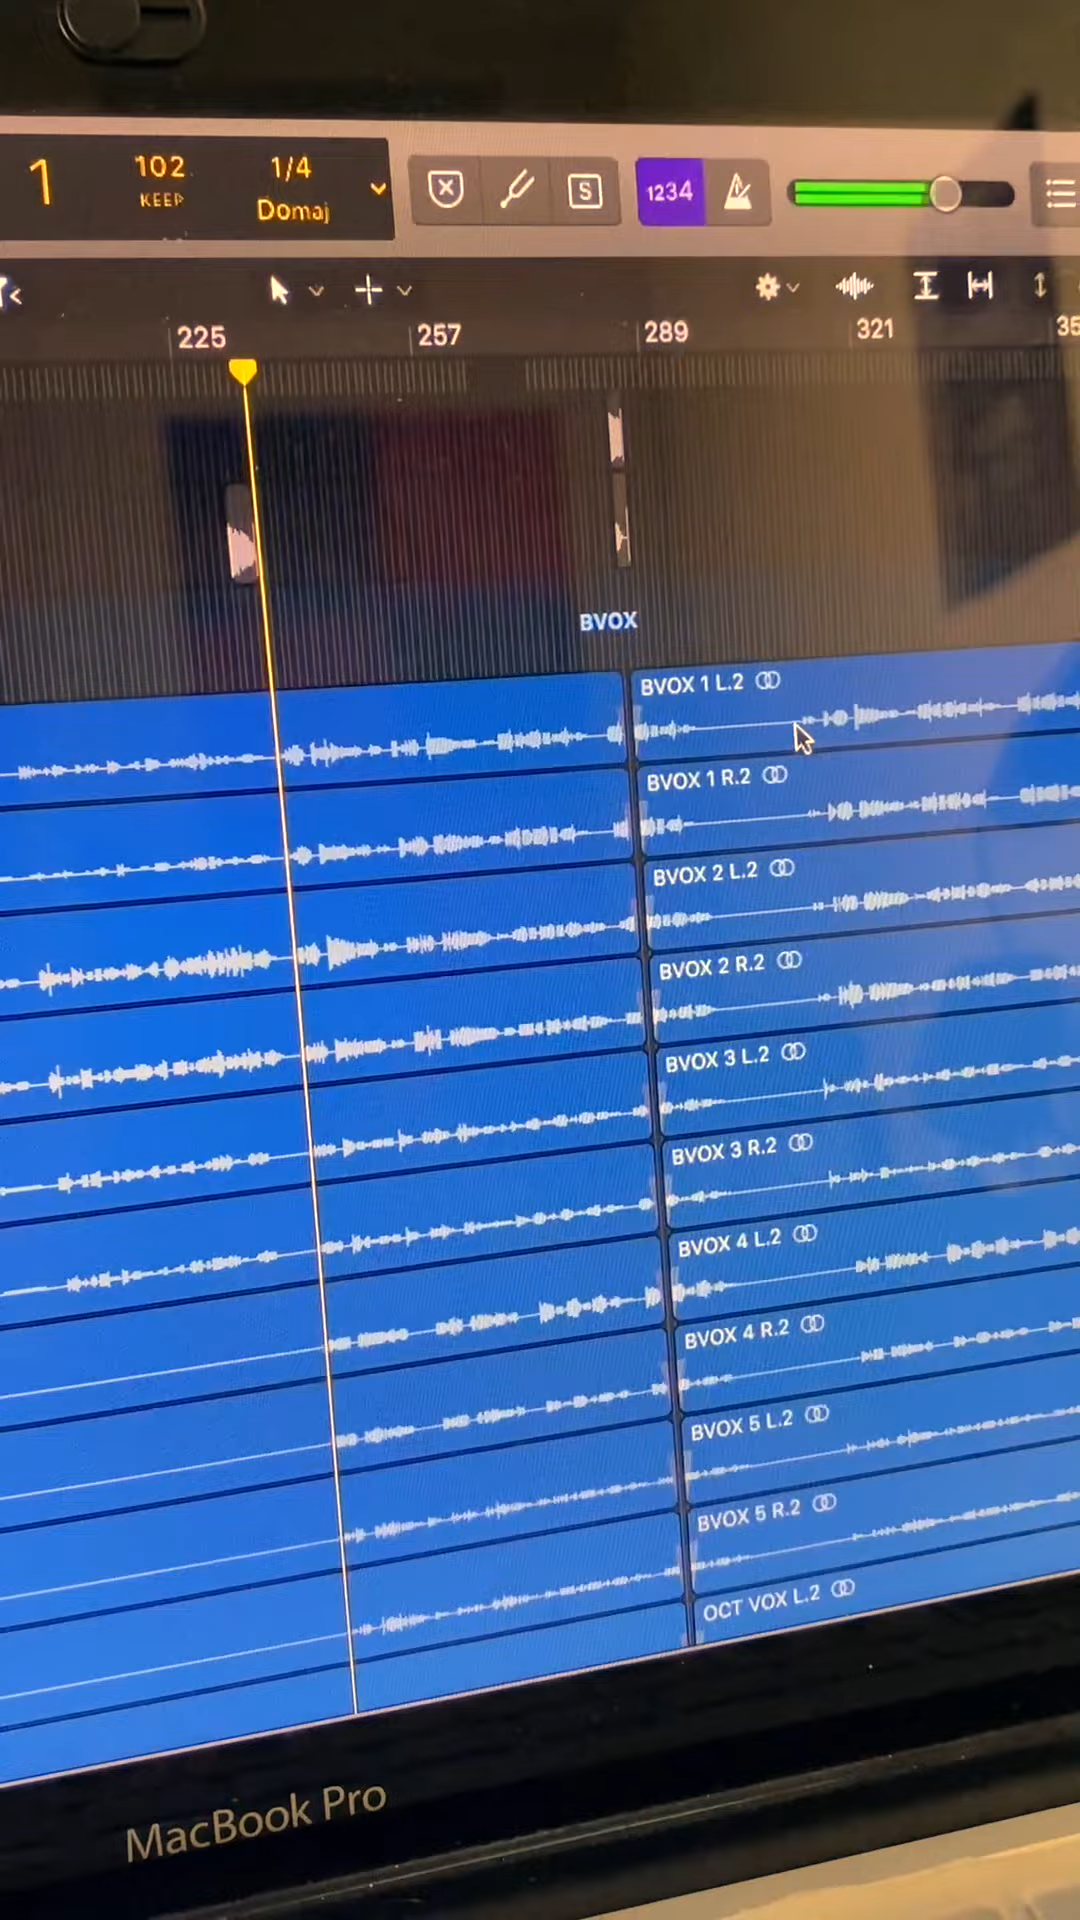 1 102 1/4
KEEP Domaj
S 1234
225 257 289 321
BVOX
BVOX 1 L.2
BVOX 1 R.2
BVOX 2 L.2
BVOX 2 R.2
BVOX 3 L.2
BVOX 3 R.2
BVOX 4 L.2
BVOX 4 R.2
BVOX 5 L.2
BVOX 5 R.2
OCT VOX L.2
MacBook Pro